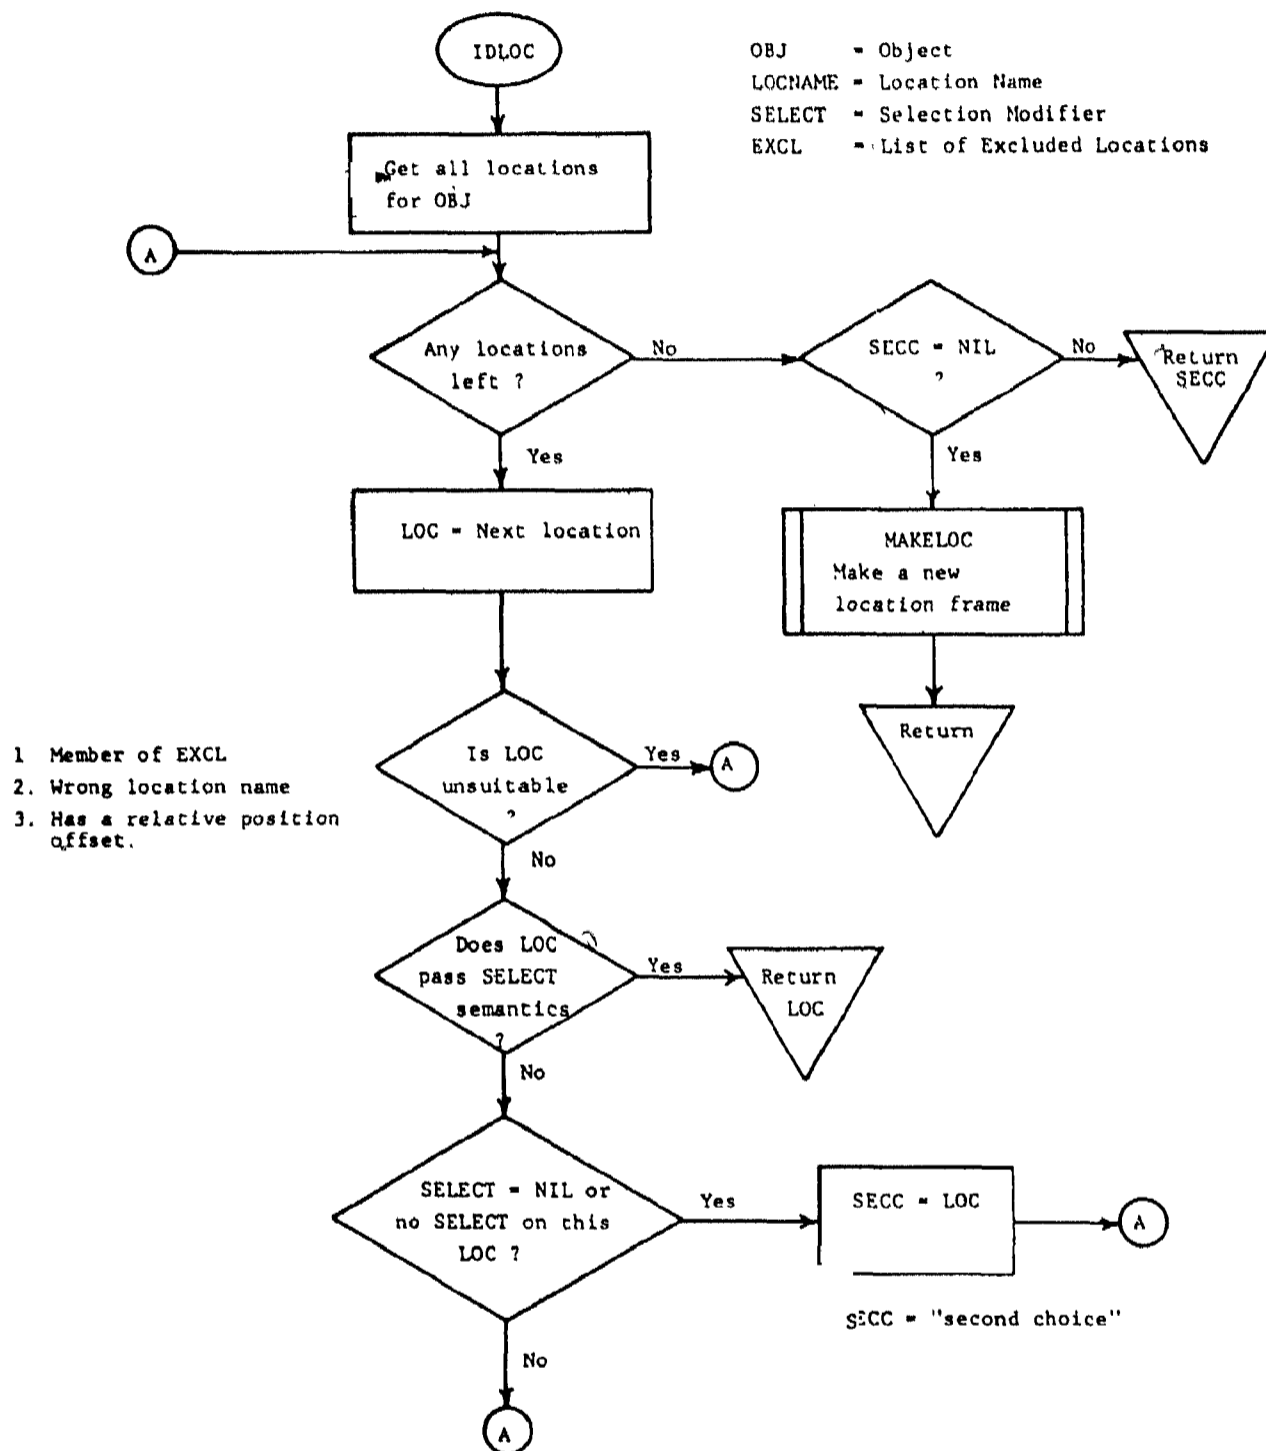 IDLOC
OBJ = Object
LOCNAME = Location Name
SELECT = Selection Modifier
EXCL = List of Excluded Locations
Get all locations
for OBJ
A
Any locations
left ?
No
SECC = NIL
?
No
Return
SECC
Yes
Yes
LOC = Next location
MAKELOC
Make a new
location frame
Return
1 Member of EXCL
2. Wrong location name
3. Has a relative position
offset.
Is LOC
unsuitable
?
Yes
A
No
Does LOC
pass SELECT
semantics
?
Yes
Return
LOC
No
SELECT = NIL or
no SELECT on this
LOC ?
Yes
SECC = LOC
A
SECC = "second choice"
No
A